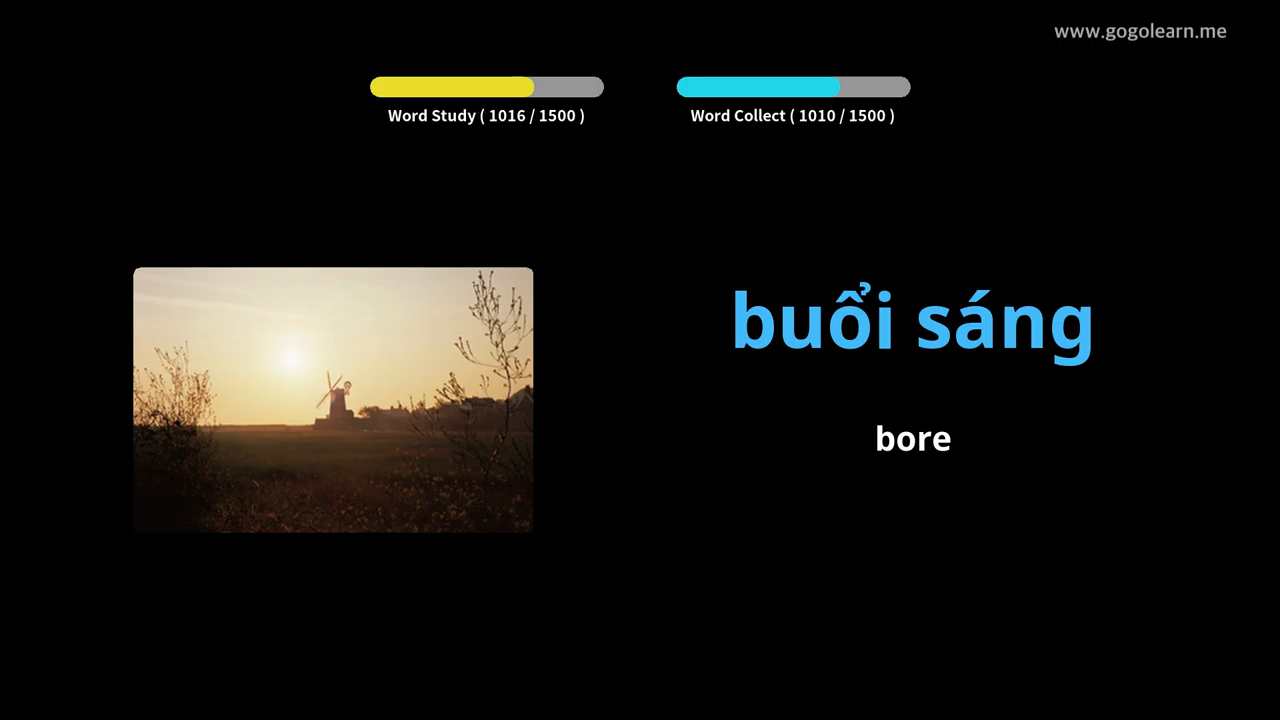 www.gogolearn.me
Word Study ( 1016 / 1500 )
Word Collect ( 1010 / 1500 )
buổi sáng
bore